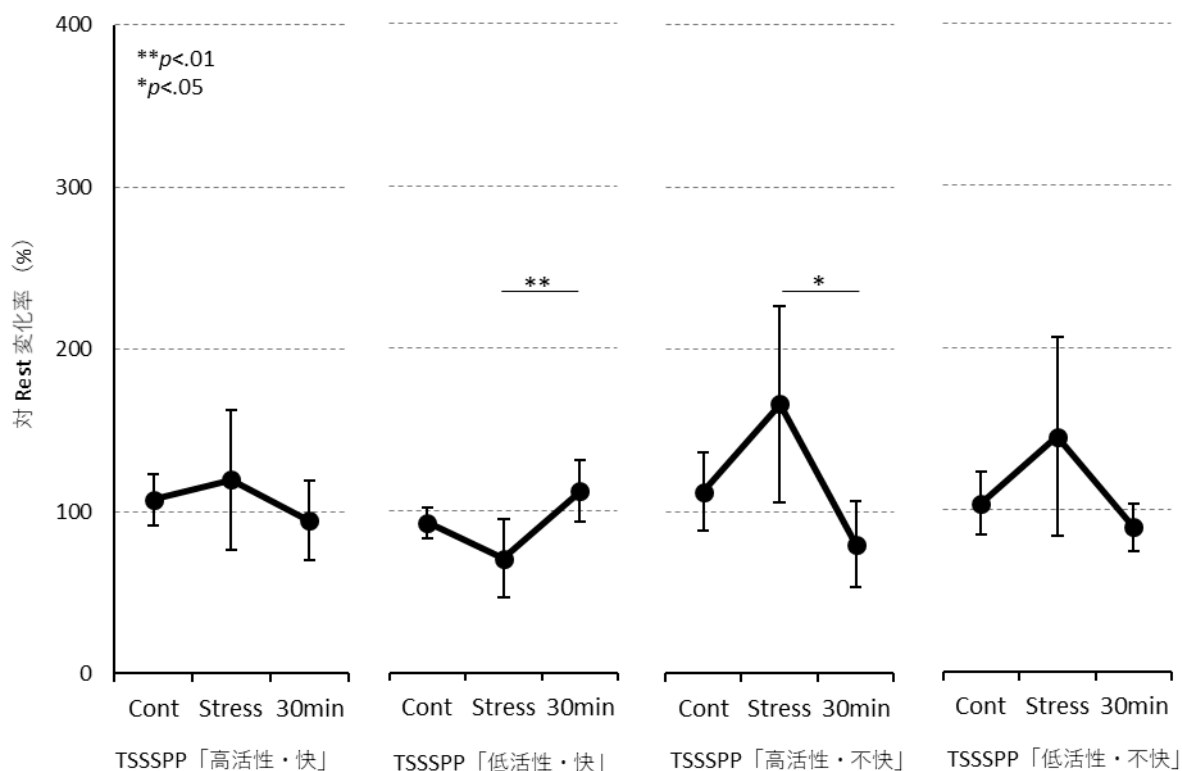 400
300
200
100
0
対 Rest 変化率（%）
**p<.01
*p<.05
**
*
Cont Stress 30min
Cont Stress 30min
Cont Stress 30min
Cont Stress 30min
TSSSPP「高活性・快」
TSSSPP「低活性・快」
TSSSPP「高活性・不快」
TSSSPP「低活性・不快」